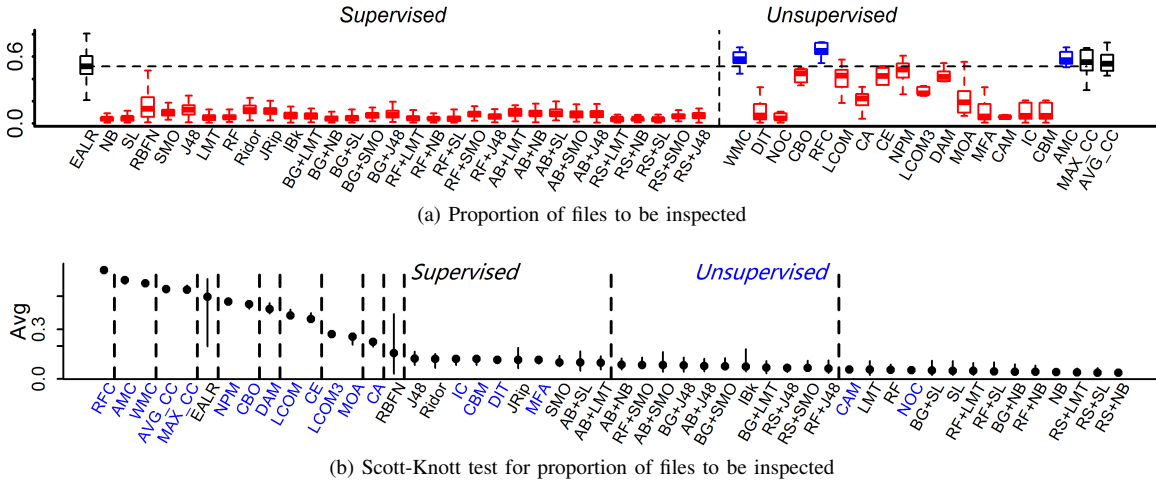 Supervised Unsupervised
0.6
0.0
EALR NB SL RBFN SMO J48 LMT RF Ridor JRip IBk BG+LMT BG+NB BG+SL BG+SMO BG+J48 RF+LMT RF+NB RF+SL RF+SMO RF+J48 AB+LMT AB+NB AB+SL AB+SMO AB+J48 RS+LMT RS+NB RS+SL RS+SMO RS+J48 WMC DIT NOC CBO RFC LCOM CA CE NPM LCOM3 DAM MOA MFA CAM IC CBM AMC MAX_CC AVG_CC
(a) Proportion of files to be inspected
Supervised Unsupervised
Avg
0.3
0.0
RFC AMC WMC AVG_CC MAX_CC EALR NPM CBO DAM LCOM CE LCOM3 MOA CA RBFN J48 Ridor IC CBM DIT JRip MFA SMO AB+SL AB+LMT AB+NB RF+SMO AB+SMO BG+J48 AB+J48 BG+SMO IBk BG+LMT RS+J48 RS+SMO RF+J48 CAM LMT RF NOC BG+SL SL RF+LMT RF+SL BG+NB RF+NB NB RS+LMT RS+SL RS+NB
(b) Scott-Knott test for proportion of files to be inspected